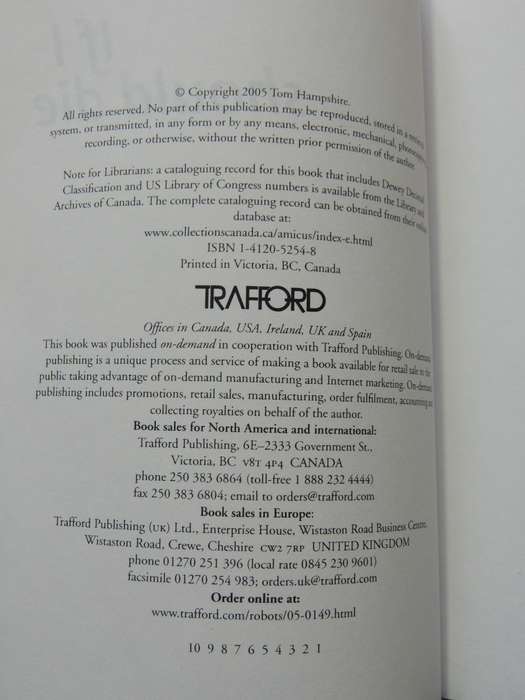 © Copyright 2005 Tom Hampshire.
All rights reserved. No part of this publication may be reproduced, stored in a
system, or transmitted, in any form or by any means, electronic, mechanical,
recording, or otherwise, without the written prior permission of the author.
Note for Librarians: a cataloguing record for this book that includes Dewey Decimal
Classification and US Library of Congress numbers is available from the Library and
Archives of Canada. The complete cataloguing record can be obtained from their
database at:
www.collectionscanada.ca/amicus/index-e.html
ISBN 1-4120-5254-8
Printed in Victoria, BC, Canada
TRAFFORD
Offices in Canada, USA, Ireland, UK and Spain
This book was published on-demand in cooperation with Trafford Publishing. On-demand
publishing is a unique process and service of making a book available for retail sale to the
public taking advantage of on-demand manufacturing and Internet marketing. On-demand
publishing includes promotions, retail sales, manufacturing, order fulfilment, accounting and
collecting royalties on behalf of the author.
Book sales for North America and international:
Trafford Publishing, 6E–2333 Government St.,
Victoria, BC V8T 4P4 CANADA
phone 250 383 6864 (toll-free 1 888 232 4444)
fax 250 383 6804; email to orders@trafford.com
Book sales in Europe:
Trafford Publishing (UK) Ltd., Enterprise House, Wistaston Road Business Centre,
Wistaston Road, Crewe, Cheshire CW2 7RP UNITED KINGDOM
phone 01270 251 396 (local rate 0845 230 9601)
facsimile 01270 254 983; orders.uk@trafford.com
Order online at:
www.trafford.com/robots/05-0149.html
10 9 8 7 6 5 4 3 2 1